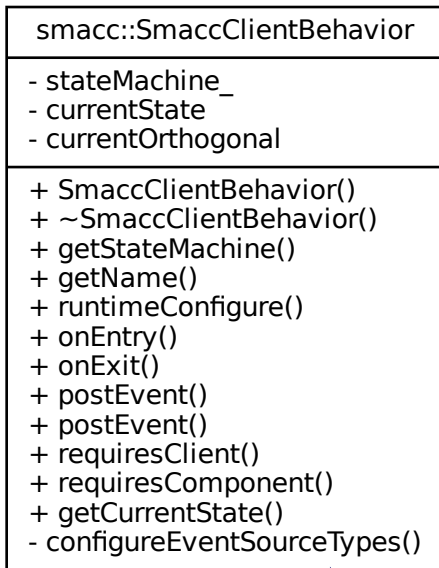 smacc::SmaccClientBehavior
- stateMachine_
- currentState
- currentOrthogonal
+ SmaccClientBehavior()
+ ~SmaccClientBehavior()
+ getStateMachine()
+ getName()
+ runtimeConfigure()
+ onEntry()
+ onExit()
+ postEvent()
+ postEvent()
+ requiresClient()
+ requiresComponent()
+ getCurrentState()
- configureEventSourceTypes()